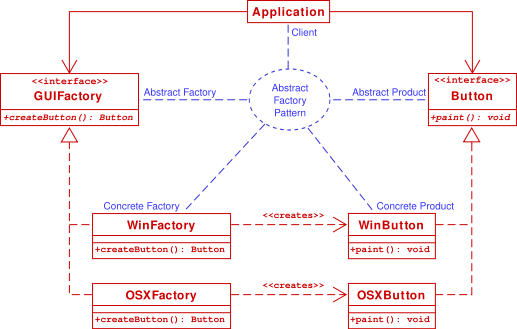 Application
Client
<<interface>>
GUIFactory
+createButton(): Button
Abstract Factory
Abstract
Factory
Pattern
Abstract Product
<<interface>>
Button
+paint(): void
Concrete Factory
Concrete Product
WinFactory
+createButton(): Button
<<creates>>
WinButton
+paint(): void
OSXFactory
+createButton(): Button
<<creates>>
OSXButton
+paint(): void